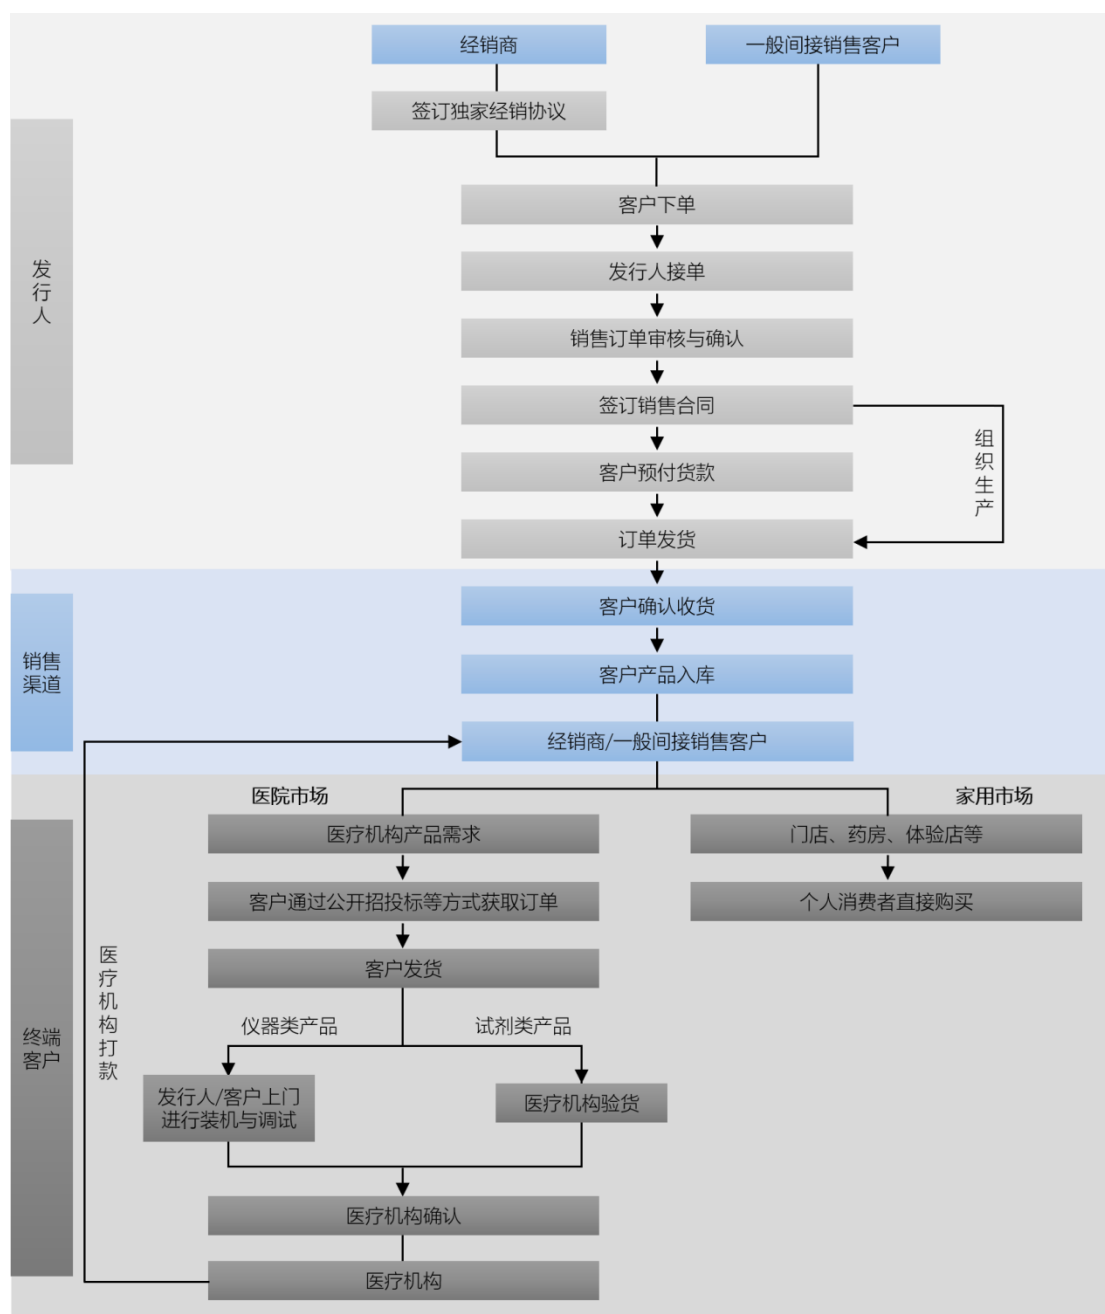 经销商
一般间接销售客户
签订独家经销协议
客户下单
发行人接单
销售订单审核与确认
签订销售合同
客户预付货款
订单发货
组
织
生
产
发
行
人
客户确认收货
客户产品入库
经销商/一般间接销售客户
销售
渠道
医院市场
家用市场
医疗机构产品需求
门店、药房、体验店等
客户通过公开招投标等方式获取订单
个人消费者直接购买
客户发货
仪器类产品
试剂类产品
发行人/客户上门
进行装机与调试
医疗机构验货
医疗机构确认
医疗机构
医
疗
机
构
打
款
终端
客户